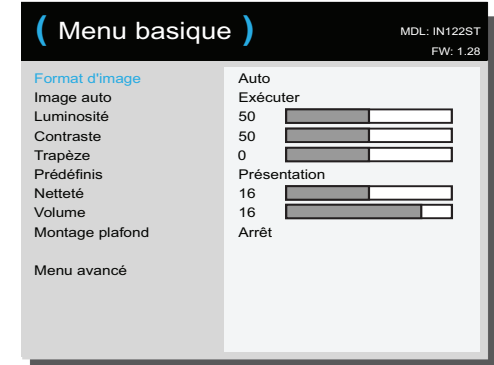 ( Menu basique )
MDL: IN122ST
FW: 1.28
Format d'image Auto
Image auto Exécuter
Luminosité 50
Contraste 50
Trapèze 0
Prédéfinis Présentation
Netteté 16
Volume 16
Montage plafond Arrêt
Menu avancé